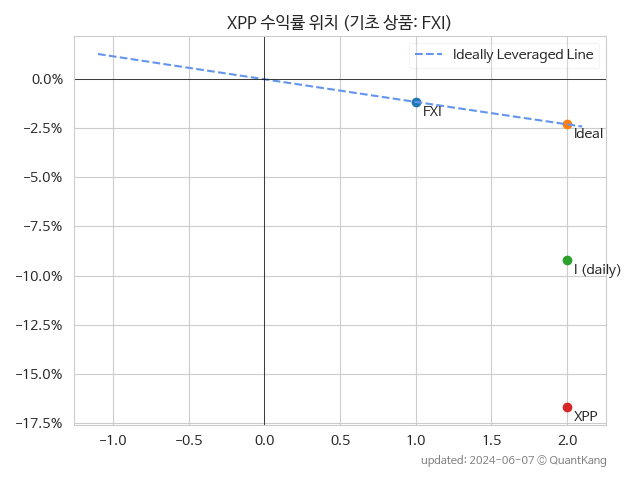 XPP 수익률 위치 (기초 상품: FXI)
Ideally Leveraged Line
0.0%
−2.5%
−5.0%
−7.5%
−10.0%
−12.5%
−15.0%
−17.5%
FXI
Ideal
I (daily)
XPP
−1.0 −0.5 0.0 0.5 1.0 1.5 2.0
updated: 2024-06-07 © QuantKang